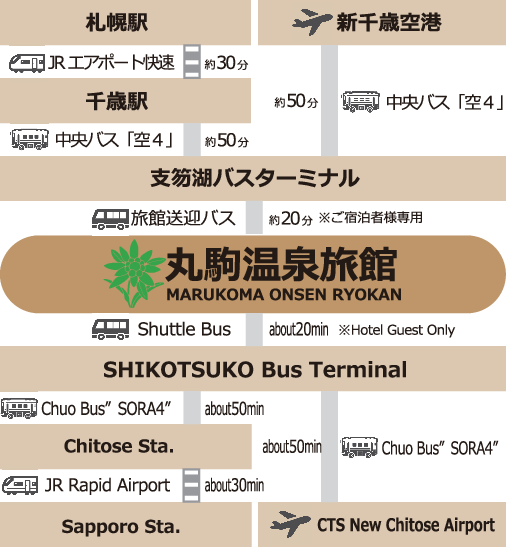 札幌駅
新千歳空港
JRエアポート快速 約30分
千歳駅
約50分 中央バス「空4」
中央バス「空4」 約50分
支笏湖バスターミナル
旅館送迎バス 約20分 ※ご宿泊者様専用
丸駒温泉旅館
MARUKOMA ONSEN RYOKAN
Shuttle Bus about20min ※Hotel Guest Only
SHIKOTSUKO Bus Terminal
Chuo Bus” SORA4” about50min
Chitose Sta.
about50min Chuo Bus” SORA4”
JR Rapid Airport about30min
Sapporo Sta.
CTS New Chitose Airport